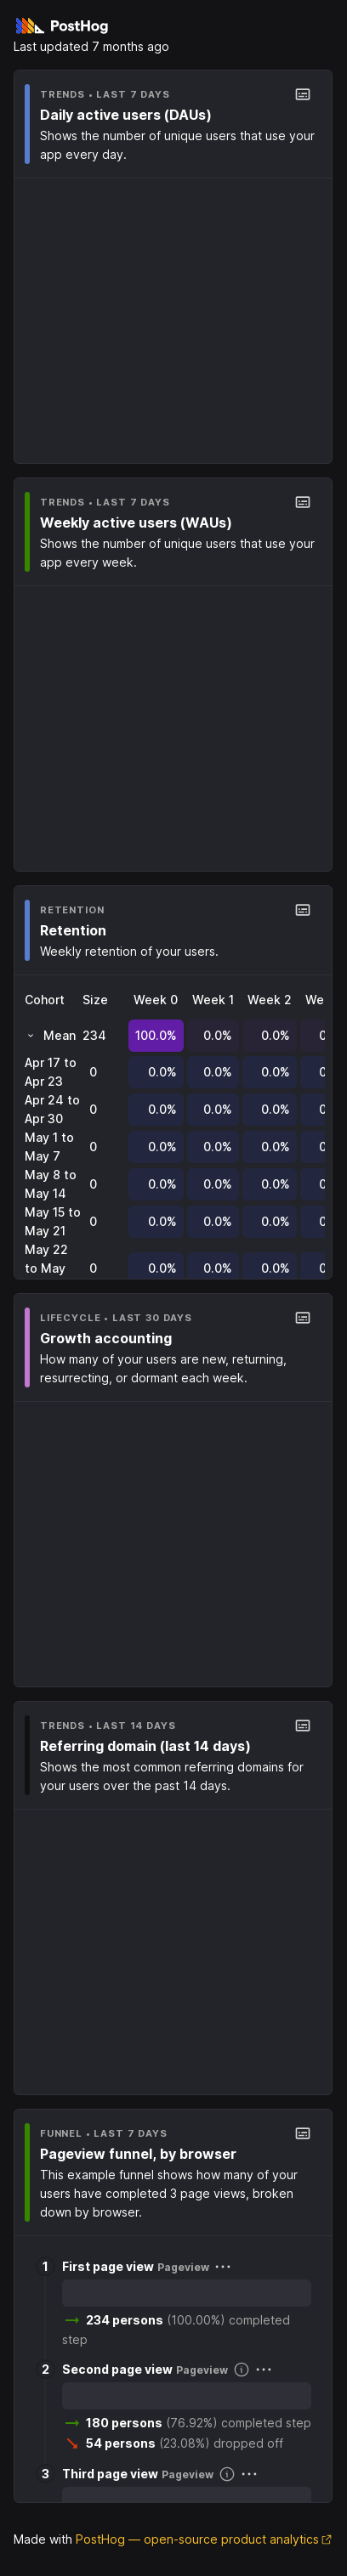 PostHog
Last updated 7 months ago
TRENDS • LAST 7 DAYS
Daily active users (DAUs)
Shows the number of unique users that use your
app every day.
TRENDS • LAST 7 DAYS
Weekly active users (WAUs)
Shows the number of unique users that use your
app every week.
RETENTION
Retention
Weekly retention of your users.
Cohort Size Week 0 Week 1 Week 2 We
Mean 234 100.0% 0.0% 0.0% 0
Apr 17 to
Apr 23 0 0.0% 0.0% 0.0% 0
Apr 24 to
Apr 30 0 0.0% 0.0% 0.0% 0
May 1 to
May 7 0 0.0% 0.0% 0.0% 0
May 8 to
May 14 0 0.0% 0.0% 0.0% 0
May 15 to
May 21 0 0.0% 0.0% 0.0% 0
May 22
to May 0 0.0% 0.0% 0.0% 0
LIFECYCLE • LAST 30 DAYS
Growth accounting
How many of your users are new, returning,
resurrecting, or dormant each week.
TRENDS • LAST 14 DAYS
Referring domain (last 14 days)
Shows the most common referring domains for
your users over the past 14 days.
FUNNEL • LAST 7 DAYS
Pageview funnel, by browser
This example funnel shows how many of your
users have completed 3 page views, broken
down by browser.
1 First page view Pageview
234 persons (100.00%) completed
step
2 Second page view Pageview
180 persons (76.92%) completed step
54 persons (23.08%) dropped off
3 Third page view Pageview
Made with PostHog — open-source product analytics